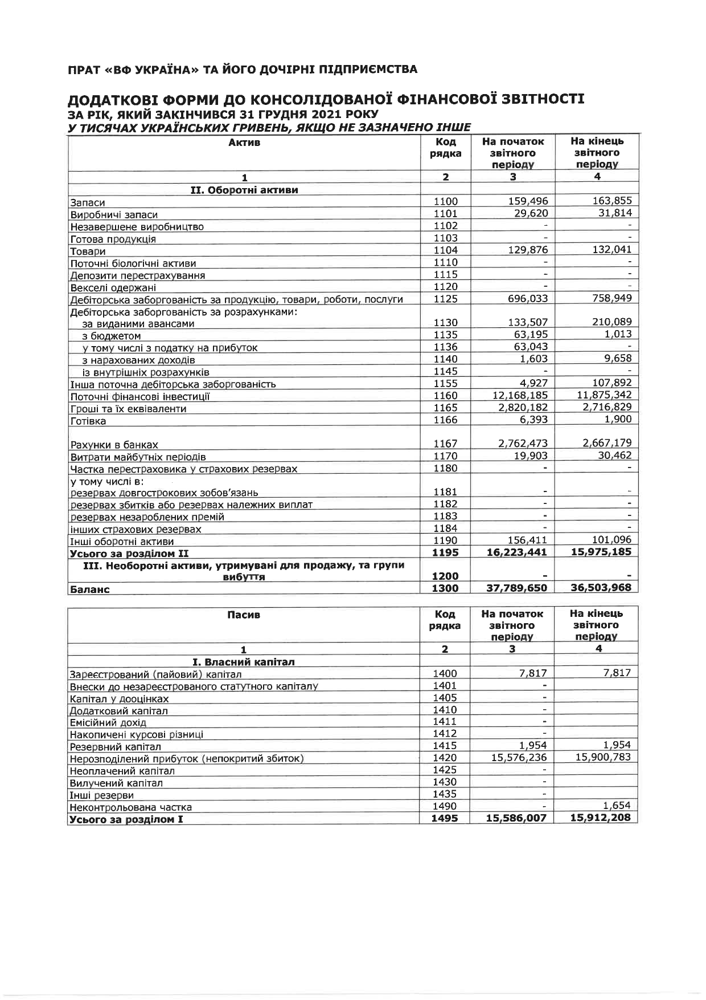 ПРАТ «ВФ УКРАЇНА» ТА ЙОГО ДОЧІРНІ ПІДПРИЄМСТВА
ДОДАТКОВІ ФОРМИ ДО КОНСОЛІДОВАНОЇ ФІНАНСОВОЇ ЗВІТНОСТІ
ЗА РІК, ЯКИЙ ЗАКІНЧИВСЯ 31 ГРУДНЯ 2021 РОКУ
У ТИСЯЧАХ УКРАЇНСЬКИХ ГРИВЕНЬ, ЯКЩО НЕ ЗАЗНАЧЕНО ІНШЕ
Актив Код На початок На кінець
рядка звітного звітного
періоду періоду
1 2 3 4
II. Оборотні активи
Запаси 1100 159,496 163,855
Виробничі запаси 1101 29,620 31,814
Незавершене виробництво 1102 - -
Готова продукція 1103 - -
Товари 1104 129,876 132,041
Поточні біологічні активи 1110 - -
Депозити перестрахування 1115 - -
Векселі одержані 1120 - -
Дебіторська заборгованість за продукцію, товари, роботи, послуги 1125 696,033 758,949
Дебіторська заборгованість за розрахунками:
за виданими авансами 1130 133,507 210,089
з бюджетом 1135 63,195 1,013
у тому числі з податку на прибуток 1136 63,043 -
з нарахованих доходів 1140 1,603 9,658
із внутрішніх розрахунків 1145 - -
Інша поточна дебіторська заборгованість 1155 4,927 107,892
Поточні фінансові інвестиції 1160 12,168,185 11,875,342
Гроші та їх еквіваленти 1165 2,820,182 2,716,829
Готівка 1166 6,393 1,900
Рахунки в банках 1167 2,762,473 2,667,179
Витрати майбутніх періодів 1170 19,903 30,462
Частка перестраховика у страхових резервах 1180 - -
у тому числі в:
резервах довгострокових зобов’язань 1181 - -
резервах збитків або резервах належних виплат 1182 - -
резервах незароблених премій 1183 - -
інших страхових резервах 1184 - -
Інші оборотні активи 1190 156,411 101,096
Усього за розділом II 1195 16,223,441 15,975,185
III. Необоротні активи, утримувані для продажу, та групи
вибуття 1200 - -
Баланс 1300 37,789,650 36,503,968
Пасив Код На початок На кінець
рядка звітного звітного
періоду періоду
1 2 3 4
I. Власний капітал
Зареєстрований (пайовий) капітал 1400 7,817 7,817
Внески до незареєстрованого статутного капіталу 1401 -
Капітал у дооцінках 1405 -
Додатковий капітал 1410 -
Емісійний дохід 1411 -
Накопичені курсові різниці 1412 -
Резервний капітал 1415 1,954 1,954
Нерозподілений прибуток (непокритий збиток) 1420 15,576,236 15,900,783
Неоплачений капітал 1425 -
Вилучений капітал 1430 -
Інші резерви 1435 -
Неконтрольована частка 1490 - 1,654
Усього за розділом I 1495 15,586,007 15,912,208